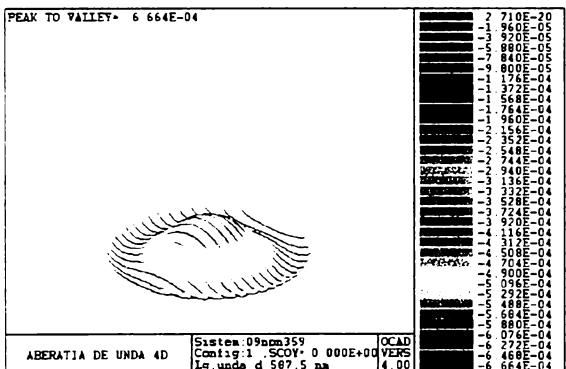 PEAK TO VALLEY= 6 664E-04
2 710E-20
-1.960E-05
-3 920E-05
-5.880E-05
-7 840E-05
-9 800E-05
-1 176E-04
-1.372E-04
-1 568E-04
-1.764E-04
-1 960E-04
-2.156E-04
-2 352E-04
-2.548E-04
-2 744E-04
-2.940E-04
-3 136E-04
-3 332E-04
-3 528E-04
-3.724E-04
-3 920E-04
-4.116E-04
-4 312E-04
-4.508E-04
-4 704E-04
-4.900E-04
-5 096E-04
-5 292E-04
-5 488E-04
-5.684E-04
-5 880E-04
-6.076E-04
-6 272E-04
-6 468E-04
-6 664E-04
ABERATIA DE UNDA 4D
Sistem:09npm359
Config:1 .SCOY= 0 000E+00
Lg.unda d 587.5 nm
OCAD
VERS
4.00